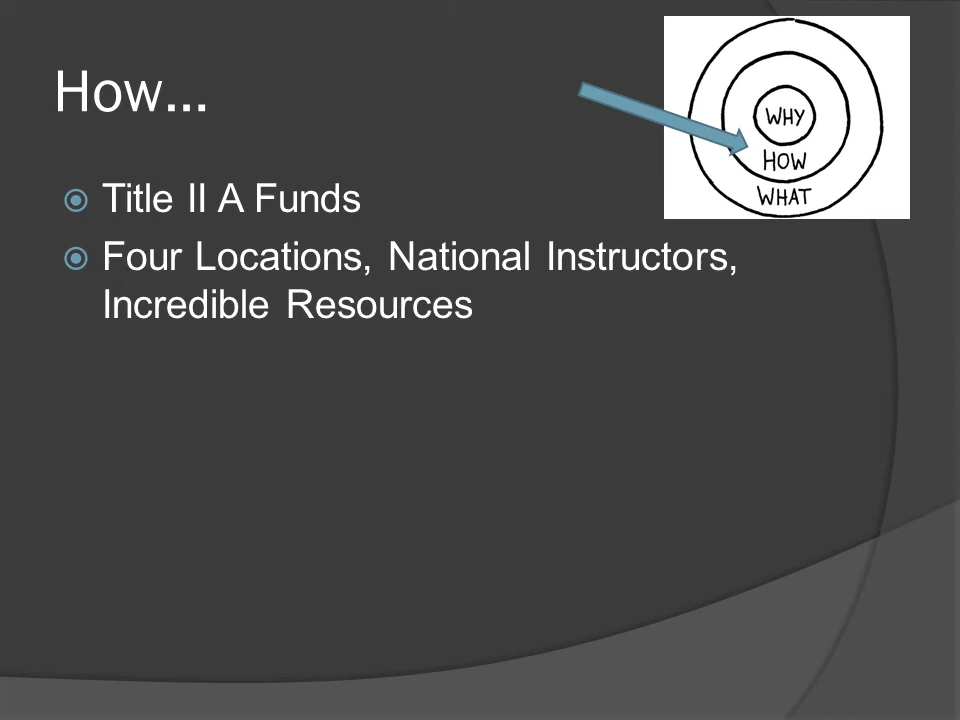 How...
WHY
HOW
WHAT
Title II A Funds
Four Locations, National Instructors,
Incredible Resources